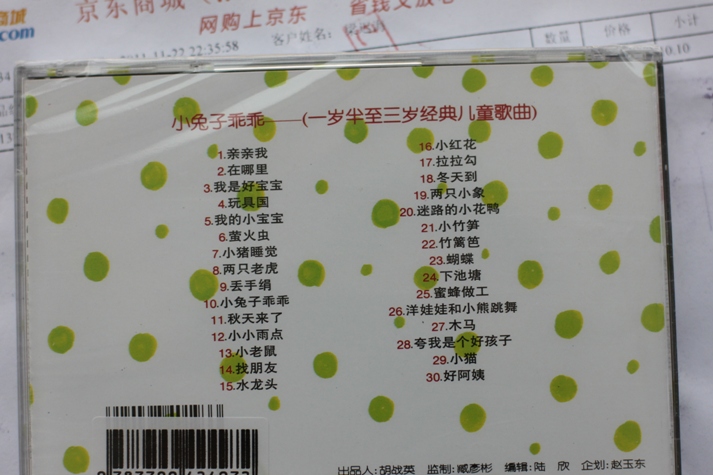 商城
京东商城
网购上京东
省钱又放心
.com
2011-11-22 22:35:58
客户姓名:
数量
价格
小计
小兔子乖乖——(一岁半至三岁经典儿童歌曲)
1.亲亲我
2.在哪里
3.我是好宝宝
4.玩具国
5.我的小宝宝
6.萤火虫
7.小猪睡觉
8.两只老虎
9.丢手绢
10.小兔子乖乖
11.秋天来了
12.小小雨点
13.小老鼠
14.找朋友
15.水龙头
16.小红花
17.拉拉勾
18.冬天到
19.两只小象
20.迷路的小花鸭
21.小竹笋
22.竹篱笆
23.蝴蝶
24.下池塘
25.蜜蜂做工
26.洋娃娃和小熊跳舞
27.木马
28.夸我是个好孩子
29.小猫
30.好阿姨
出品人:胡战英 监制:臧彦彬 编辑:陆 欣 企划:赵玉东